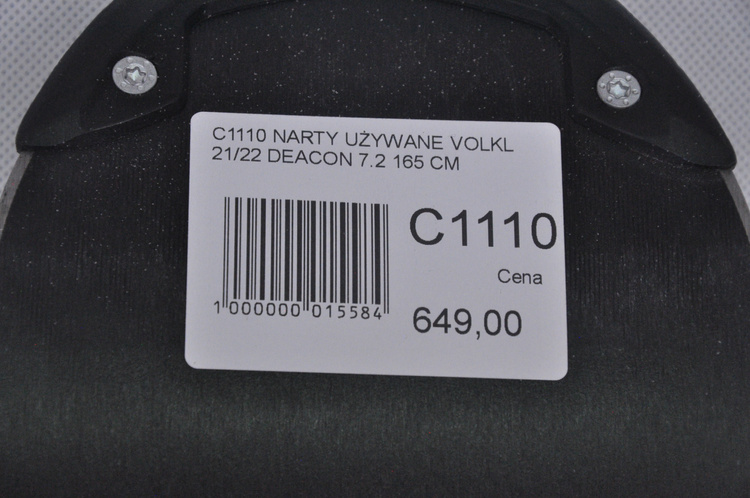 C1110 NARTY UŻYWANE VOLKL
21/22 DEACON 7.2 165 CM
C1110
Cena
649,00
1 000000 015584